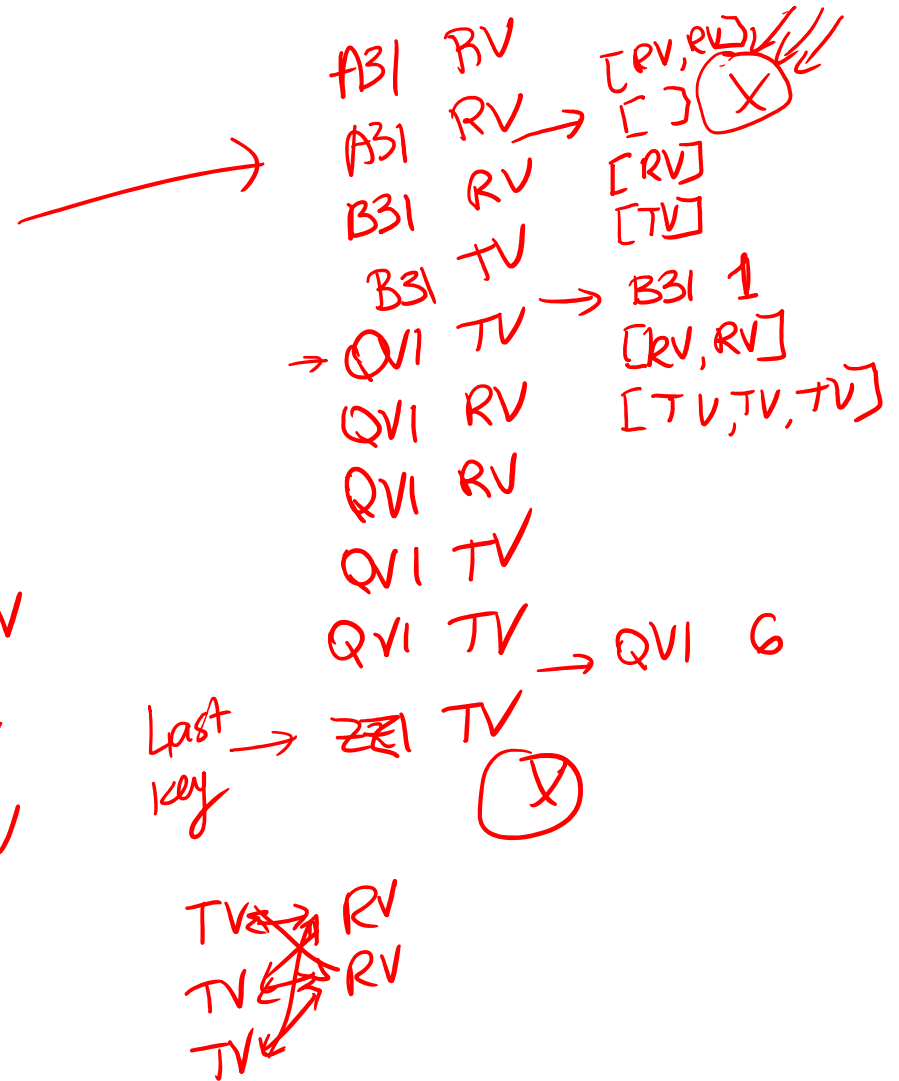 A31 RV
[RV, RV],
A31 RV
[ ] X
B31 RV
[RV]
B31 TV
[TV]
QV1 TV
B31 1
QV1 RV
[RV, RV]
QV1 RV
[TV, TV, TV]
QV1 TV
QV1 TV
QV1 6
Last key
ZZ1 TV
X
TV RV
TV RV
TV